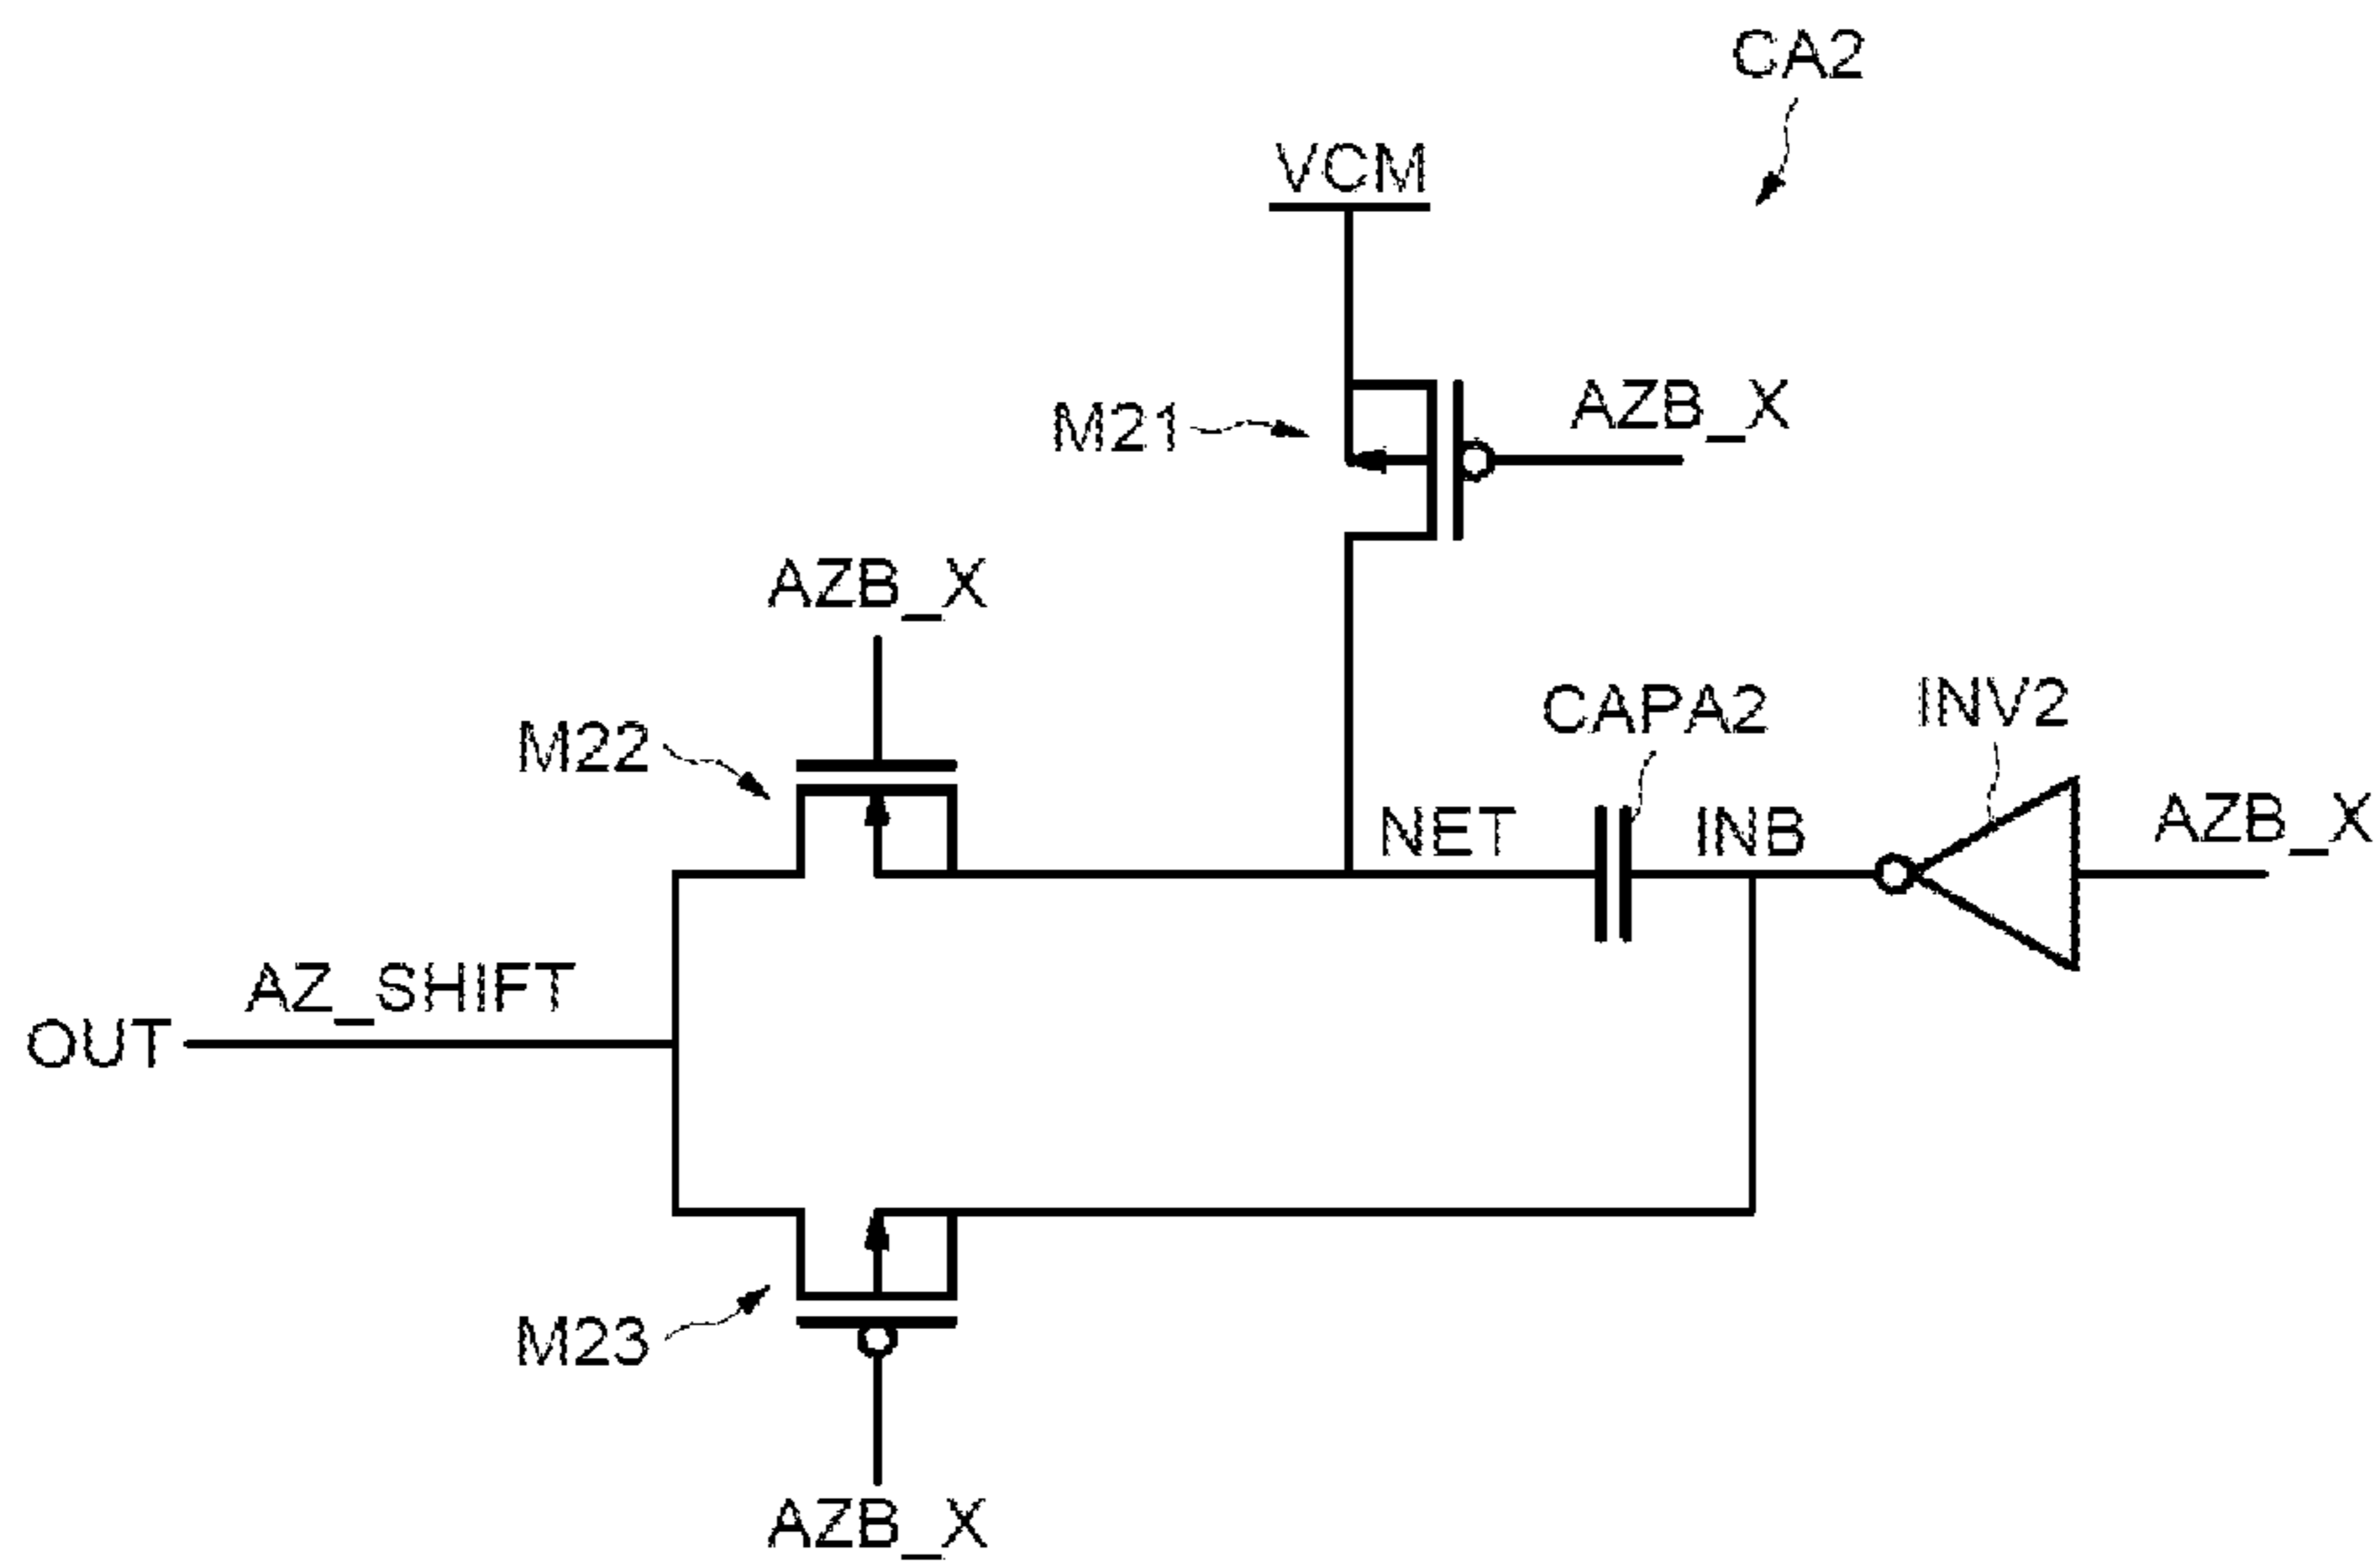 CA2
VCM
M21
AZB_X
AZB_X
M22
CAPA2
INV2
NET
INB
AZB_X
AZ_SHIFT
OUT
M23
AZB_X